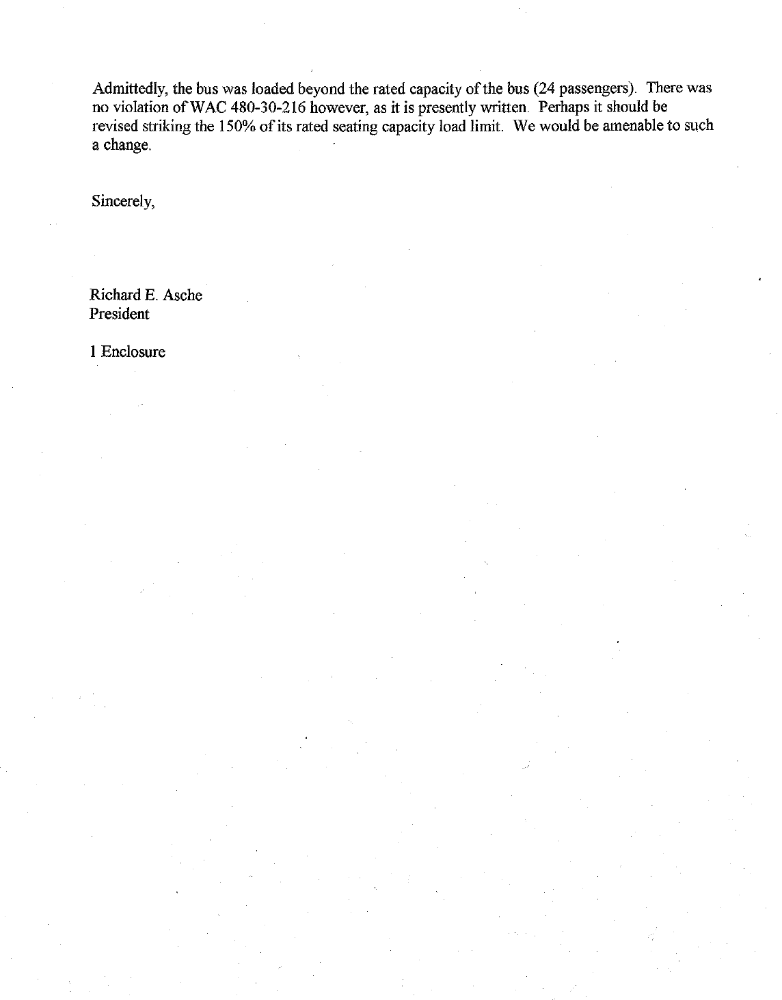 Admittedly, the bus was loaded beyond the rated capacity of the bus (24 passengers). There was
no violation of WAC 480-30-216 however, as it is presently written. Perhaps it should be
revised striking the 150% of its rated seating capacity load limit. We would be amenable to such
a change.
Sincerely,
Richard E. Asche
President
1 Enclosure